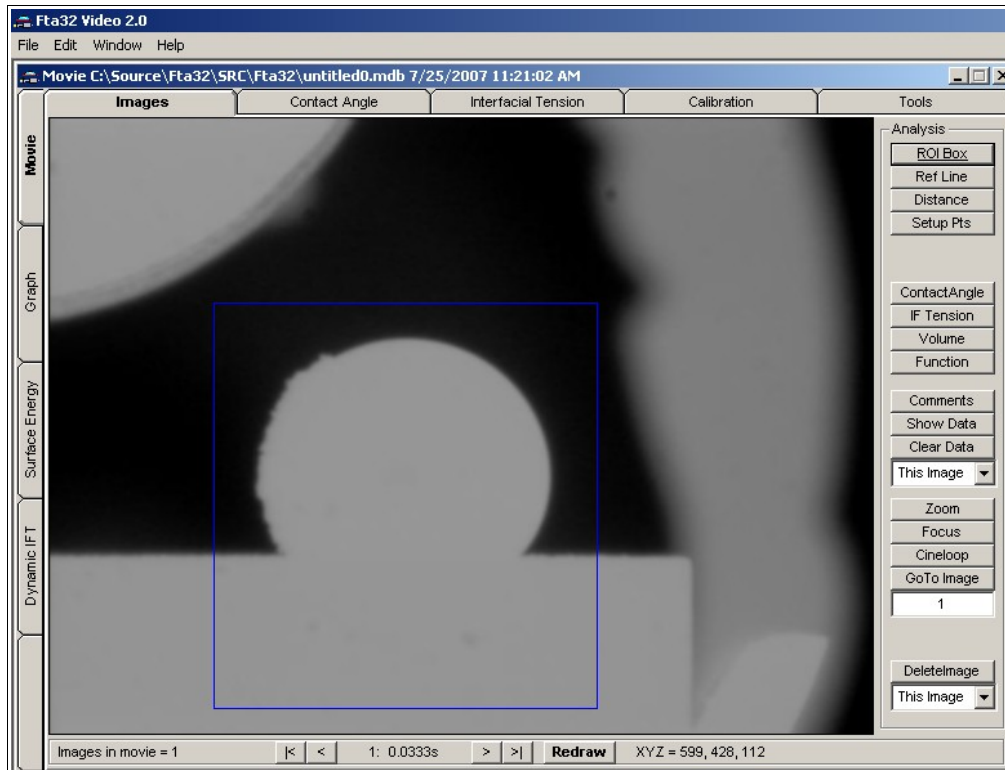 Fta32 Video 2.0
File Edit Window Help
Movie C:\Source\Fta32\SRC\Fta32\untitled0.mdb 7/25/2007 11:21:02 AM
Images Contact Angle Interfacial Tension Calibration Tools
Movie
Graph
Surface Energy
Dynamic IFT
Analysis
ROI Box
Ref Line
Distance
Setup Pts
ContactAngle
IF Tension
Volume
Function
Comments
Show Data
Clear Data
This Image
Zoom
Focus
Cineloop
GoTo Image
1
DeleteImage
This Image
Images in movie = 1 |< < 1: 0.0333s > >| Redraw XYZ = 599, 428, 112